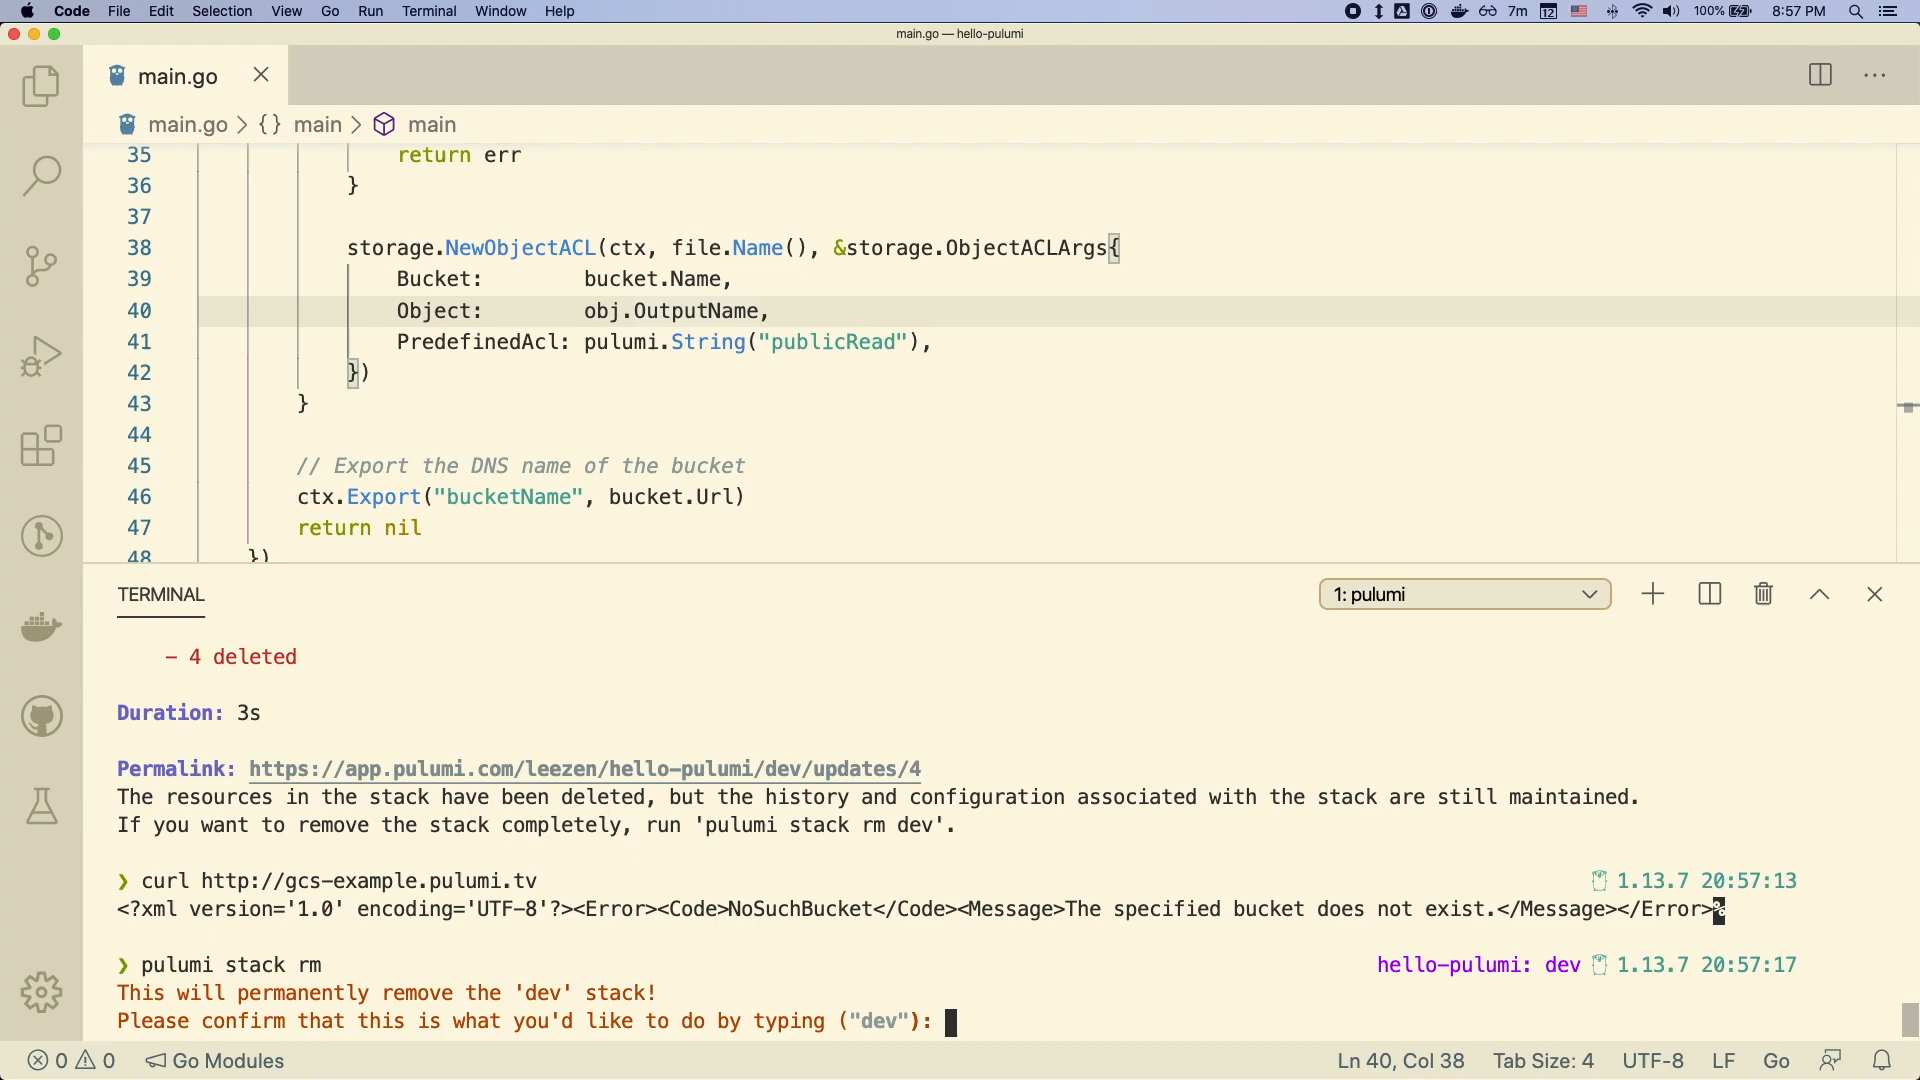 Code File Edit Selection View Go Run Terminal Window Help 7m 12 100% 8:57 PM
main.go — hello-pulumi
main.go
main.go > {} main > main
35 return err
36 }
37
38 storage.NewObjectACL(ctx, file.Name(), &storage.ObjectACLArgs{
39 Bucket: bucket.Name,
40 Object: obj.OutputName,
41 PredefinedAcl: pulumi.String("publicRead"),
42 })
43 }
44
45 // Export the DNS name of the bucket
46 ctx.Export("bucketName", bucket.Url)
47 return nil
48 })
TERMINAL 1: pulumi
- 4 deleted
Duration: 3s
Permalink: https://app.pulumi.com/leezen/hello-pulumi/dev/updates/4
The resources in the stack have been deleted, but the history and configuration associated with the stack are still maintained.
If you want to remove the stack completely, run 'pulumi stack rm dev'.
❯ curl http://gcs-example.pulumi.tv 1.13.7 20:57:13
<?xml version='1.0' encoding='UTF-8'?><Error><Code>NoSuchBucket</Code><Message>The specified bucket does not exist.</Message></Error>%
❯ pulumi stack rm hello-pulumi: dev 1.13.7 20:57:17
This will permanently remove the 'dev' stack!
Please confirm that this is what you'd like to do by typing ("dev"):
0 0 Go Modules Ln 40, Col 38 Tab Size: 4 UTF-8 LF Go